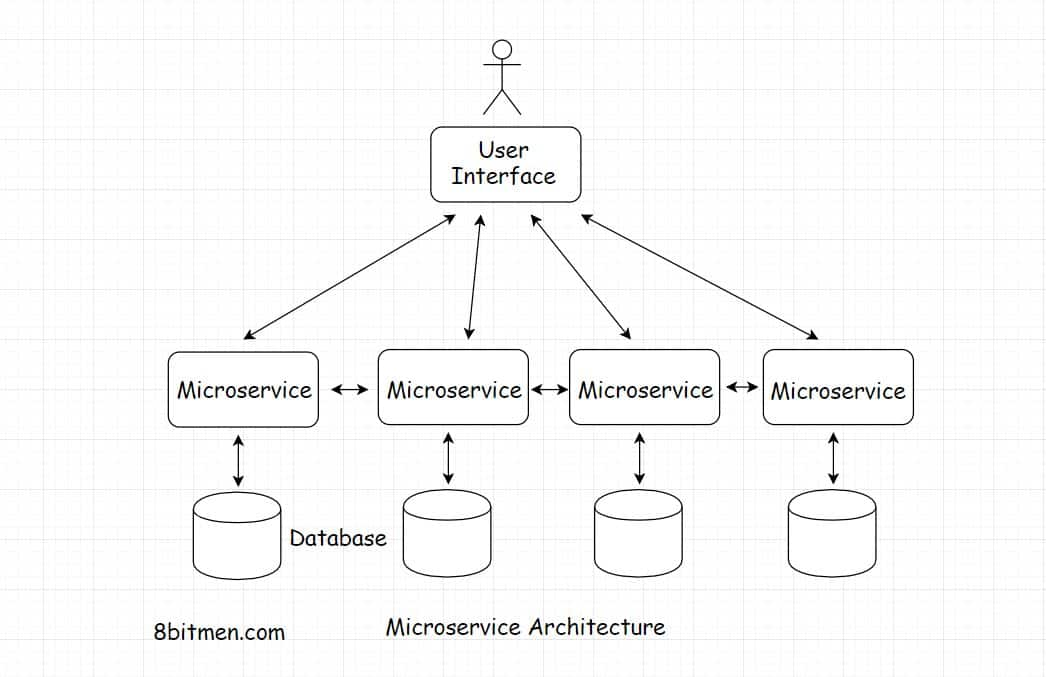 User
Interface
Microservice
Microservice
Microservice
Microservice
Database
8bitmen.com
Microservice Architecture